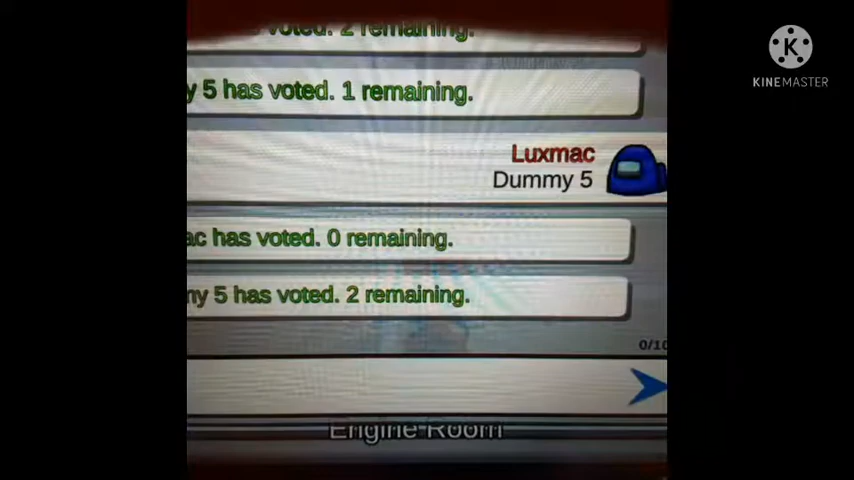 voted. 2 remaining.
y 5 has voted. 1 remaining.
Luxmac
Dummy 5
ac has voted. 0 remaining.
ny 5 has voted. 2 remaining.
0/10
Engine Room
K
KINEMASTER